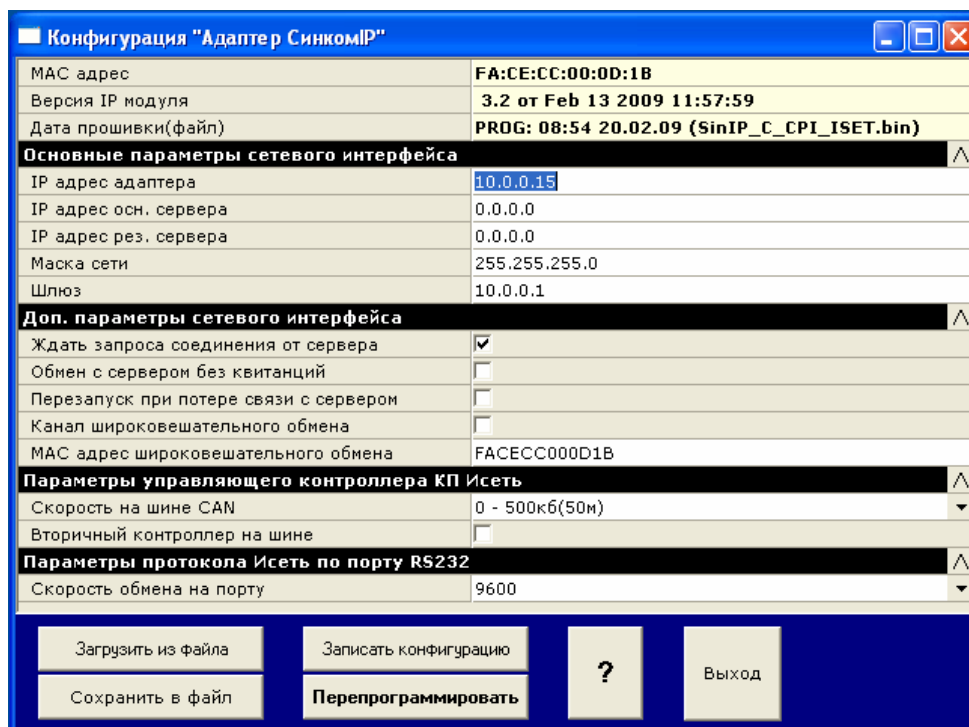 Конфигурация "Адаптер СинкомIP"
MAC адрес FA:CE:CC:00:0D:1B
Версия IP модуля 3.2 от Feb 13 2009 11:57:59
Дата прошивки(файл) PROG: 08:54 20.02.09 (SinIP_C_CPI_ISET.bin)
Основные параметры сетевого интерфейса
IP адрес адаптера 10.0.0.15
IP адрес осн. сервера 0.0.0.0
IP адрес рез. сервера 0.0.0.0
Маска сети 255.255.255.0
Шлюз 10.0.0.1
Доп. параметры сетевого интерфейса
Ждать запроса соединения от сервера
Обмен с сервером без квитанций
Перезапуск при потере связи с сервером
Канал широковещательного обмена
MAC адрес широковещательного обмена FACECC000D1B
Параметры управляющего контроллера КП Исеть
Скорость на шине CAN 0 - 500кб(50м)
Вторичный контроллер на шине
Параметры протокола Исеть по порту RS232
Скорость обмена на порту 9600
Загрузить из файла Записать конфигурацию ? Выход
Сохранить в файл Перепрограммировать